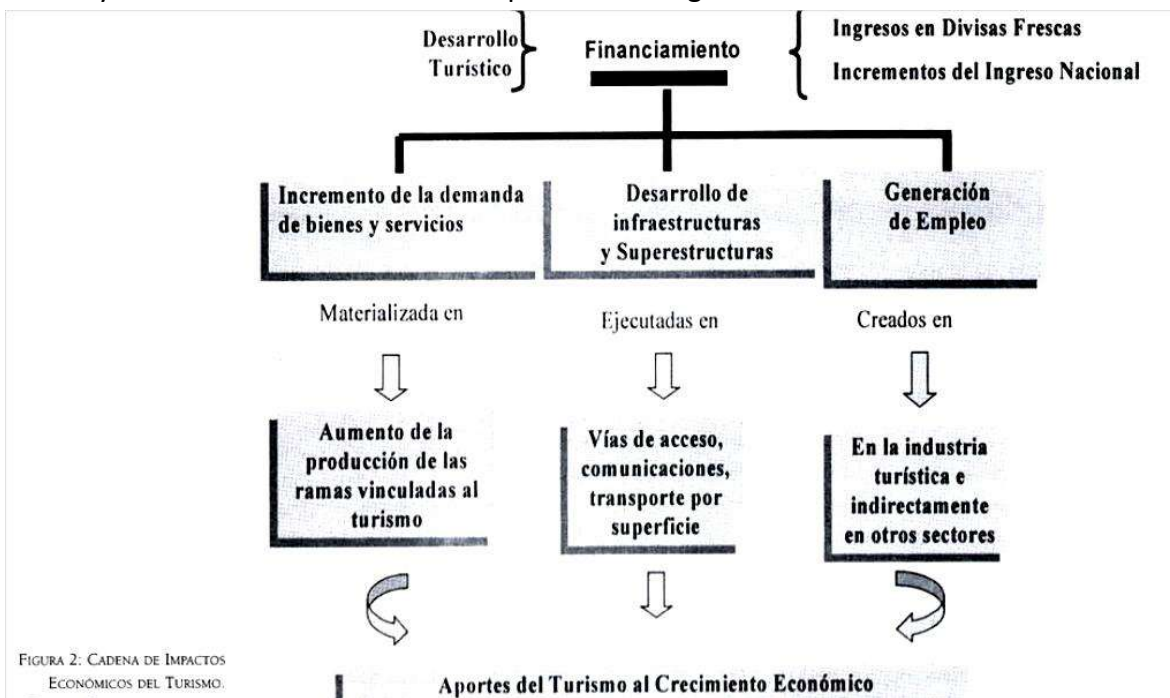 Desarrollo
Turístico
Financiamiento
Ingresos en Divisas Frescas
Incrementos del Ingreso Nacional
Incremento de la demanda
de bienes y servicios
Desarrollo de
infraestructuras
y Superestructuras
Generación
de Empleo
Materializada en
Ejecutadas en
Creados en
Aumento de la
producción de las
ramas vinculadas al
turismo
Vías de acceso,
comunicaciones,
transporte por
superficie
En la industria
turística e
indirectamente
en otros sectores
FIGURA 2: CADENA DE IMPACTOS
ECONÓMICOS DEL TURISMO.
Aportes del Turismo al Crecimiento Económico